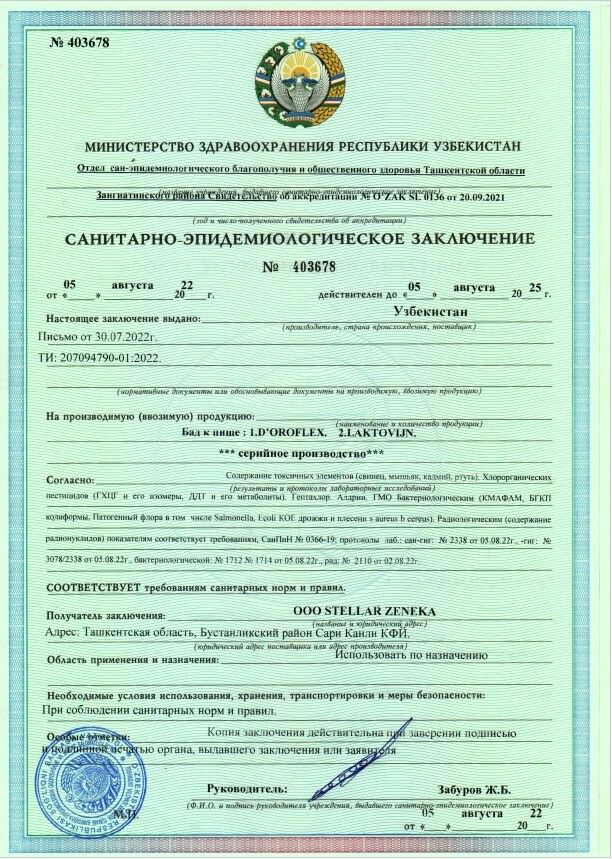 № 403678
МИНИСТЕРСТВО ЗДРАВООХРАНЕНИЯ РЕСПУБЛИКИ УЗБЕКИСТАН
Отдел сан-эпидемиологического благополучия и общественного здоровья Ташкентской области
(название учреждения, выдавшего санитарно-эпидемиологическое заключение)
Зангиатинского района Свидетельство об аккредитации № O'ZAK SL 0136 от 20.09.2021
(год и число полученного свидетельства об аккредитации)
САНИТАРНО-ЭПИДЕМИОЛОГИЧЕСКОЕ ЗАКЛЮЧЕНИЕ
№ 403678
от «05» августа 2022 г. действителен до «05» августа 2025 г.
Настоящее заключение выдано: Узбекистан
(производитель, страна происхождения, поставщик)
Письмо от 30.07.2022г.
ТИ: 207094790-01:2022.
(нормативные документы или обосновывающие документы на производимую, ввозимую продукцию)
На производимую (ввозимую) продукцию:
(наименование и количество продукции)
Бад к пище : 1.D'OROFLEX. 2.LAKTOVIJN.
*** серийное производство***
Согласно: Содержание токсичных элементов (свинец, мышьяк, кадмий, ртуть). Хлорорганических
(результаты и протоколы лабораторных исследований)
пестицидов (ГХЦГ и его изомеры, ДДТ и его метаболиты). Гептахлор. Алдрин. ГМО Бактериологическим (КМАФАМ, БГКП
колиформы, Патогенный флора в том числе Salmonella, Ecoli КОЕ дрожжи и плесени s aureus b cereus). Радиологическим (содержание
радионуклидов) показателям соответствует требованиям, СанПиН № 0366-19; протоколы лаб.: сан-гиг: № 2338 от 05.08.22г., -гиг: №
3078/2338 от 05.08.22г., бактериологичной: № 1712 № 1714 от 05.08.22г., рад: № 2110 от 02.08.22г.
СООТВЕТСТВУЕТ требованиям санитарных норм и правил.
Получатель заключения: ООО STELLAR ZENEKA
(название и юридический адрес)
Адрес: Ташкентская область, Бустанликский район Сари Канли КФЙ.
(юридический адрес поставщика или адрес производителя)
Область применения и назначения: Использовать по назначению
Необходимые условия использования, хранения, транспортировки и меры безопасности:
При соблюдении санитарных норм и правил.
Особые отметки: Копия заключения действительна при заверении подписью
и подлинной печатью органа, выдавшего заключения или заявителя
Руководитель: Забуров Ж.Б.
(Ф.И.О. и подпись руководителя учреждения, выдавшего санитарно-эпидемиологическое заключение)
М.П.
от «05» августа 2022 г.